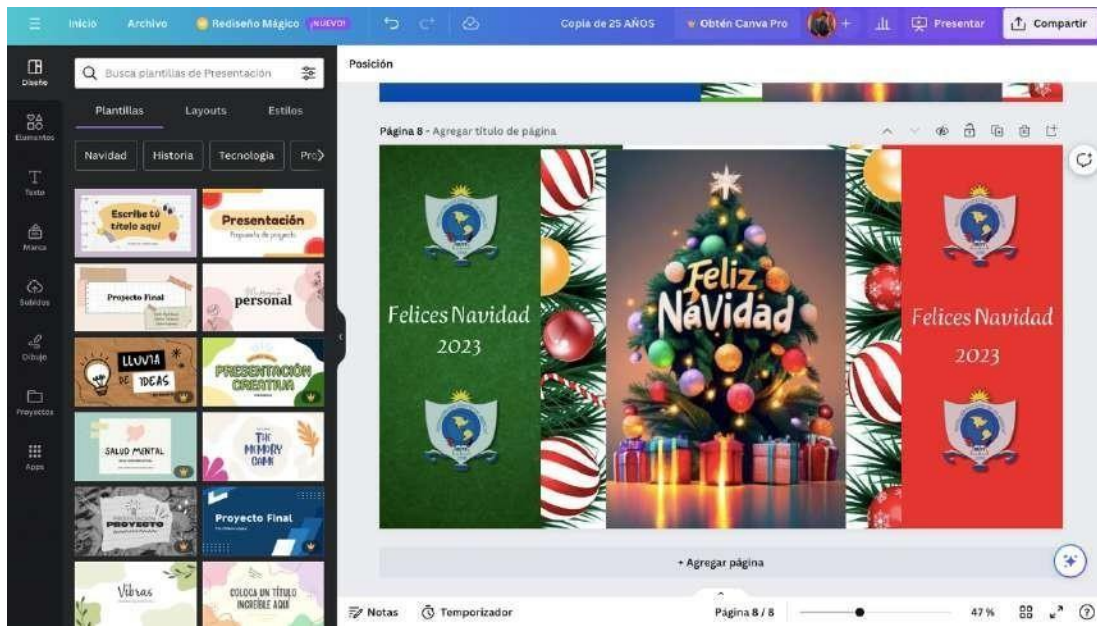 Inicio Archivo Rediseño Mágico ¡NUEVO! Copia de 25 AÑOS Obtén Canva Pro + Presentar Compartir
Diseño
Elementos
Texto
Marca
Subidos
Dibujo
Proyectos
Apps
Busca plantillas de Presentación
Plantillas Layouts Estilos
Navidad Historia Tecnología Pro
Escribe tú
título aquí
Presentación
Propuesta de proyecto
Proyecto Final
personal
LLUVIA
DE IDEAS
PRESENTACIÓN
CREATIVA
SALUD MENTAL
THE
MEMORY
GAME
PROYECTO
Proyecto Final
Vibras
COLOCA UN TÍTULO
INCREÍBLE AQUÍ
Posición
Página 8 - Agregar título de página
Felices Navidad
2023
Feliz
Navidad
Felices Navidad
2023
+ Agregar página
Notas Temporizador Página 8 / 8 47 %